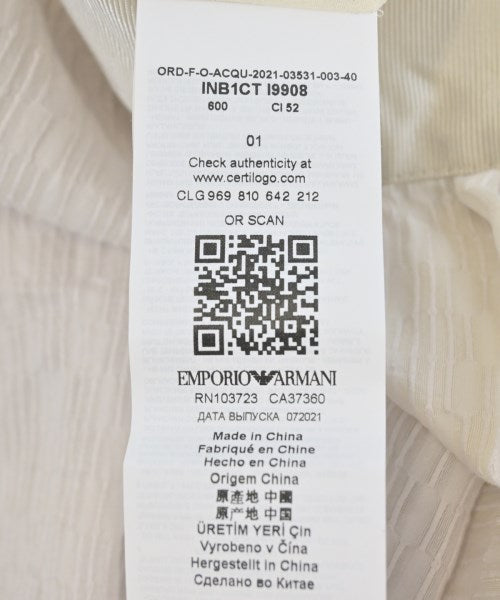 ORD-F-O-ACQU-2021-03531-003-40
INB1CT I9908
600 CI 52
01
Check authenticity at
www.certilogo.com
CLG 969 810 642 212
OR SCAN
EMPORIO ARMANI
RN103723 CA37360
ДАТА ВЫПУСКА 072021
Made in China
Fabriqué en Chine
Hecho en China
Origem China
原產地 中國
原产地 中国
ÜRETİM YERİ Çin
Vyrobeno v Čína
Hergestellt in China
Сделано во Китае